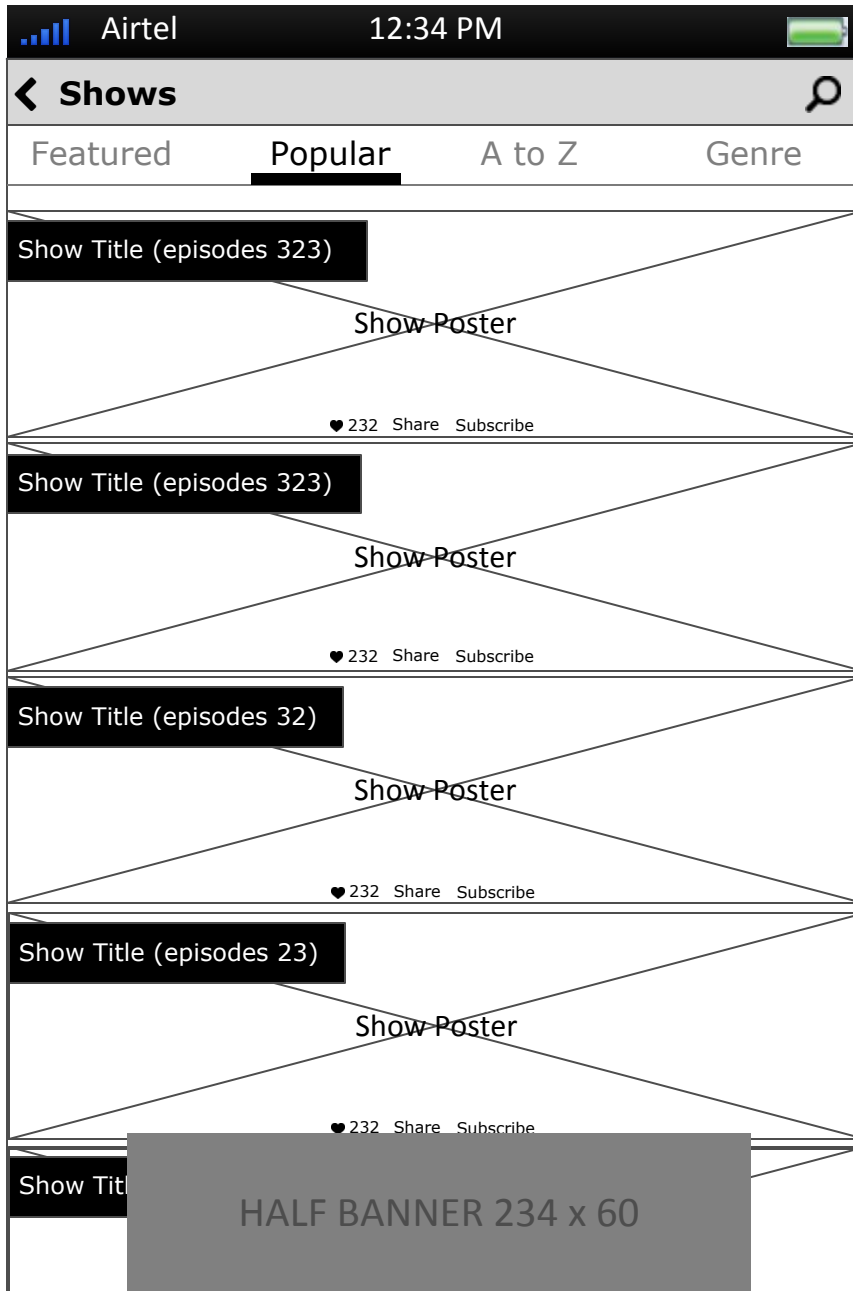 Airtel 12:34 PM
Shows
Featured Popular A to Z Genre
Show Title (episodes 323)
Show Poster
232 Share Subscribe
Show Title (episodes 323)
Show Poster
232 Share Subscribe
Show Title (episodes 32)
Show Poster
232 Share Subscribe
Show Title (episodes 23)
Show Poster
232 Share Subscribe
Show
HALF BANNER 234 x 60